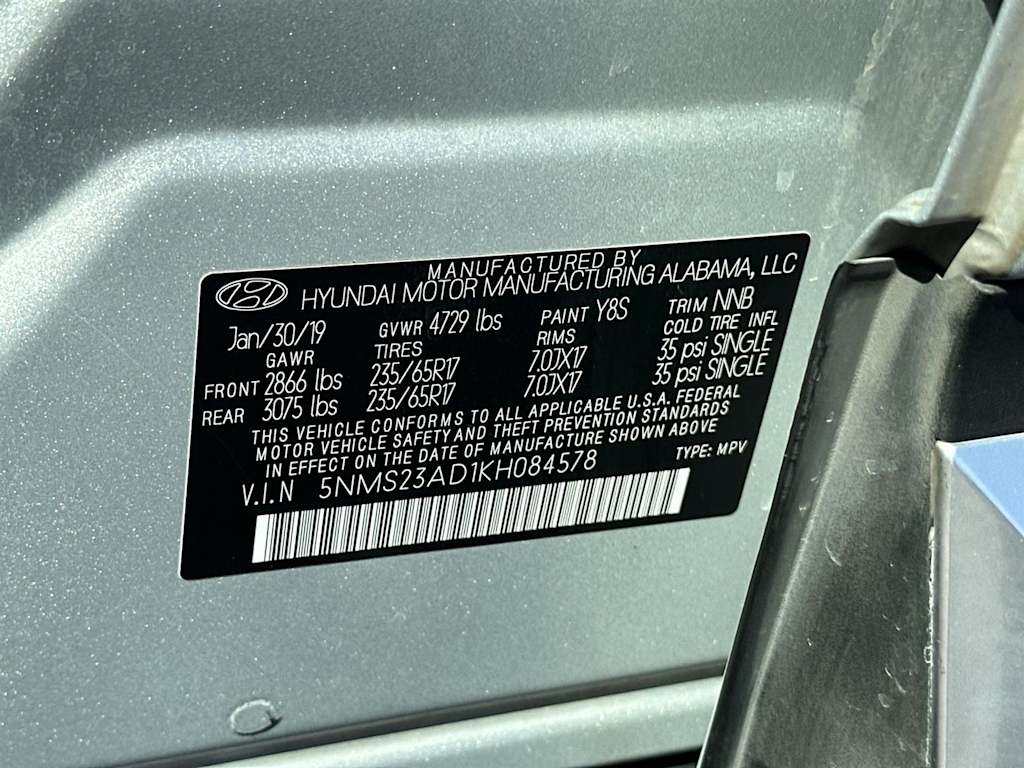 MANUFACTURED BY
HYUNDAI MOTOR MANUFACTURING ALABAMA, LLC
Jan/30/19 GVWR 4729 lbs PAINT Y8S TRIM NNB
GAWR TIRES RIMS COLD TIRE INFL
FRONT 2866 lbs 235/65R17 7.0JX17 35 psi SINGLE
REAR 3075 lbs 235/65R17 7.0JX17 35 psi SINGLE
THIS VEHICLE CONFORMS TO ALL APPLICABLE U.S.A. FEDERAL
MOTOR VEHICLE SAFETY AND THEFT PREVENTION STANDARDS
IN EFFECT ON THE DATE OF MANUFACTURE SHOWN ABOVE
V.I.N 5NMS23AD1KH084578 TYPE: MPV